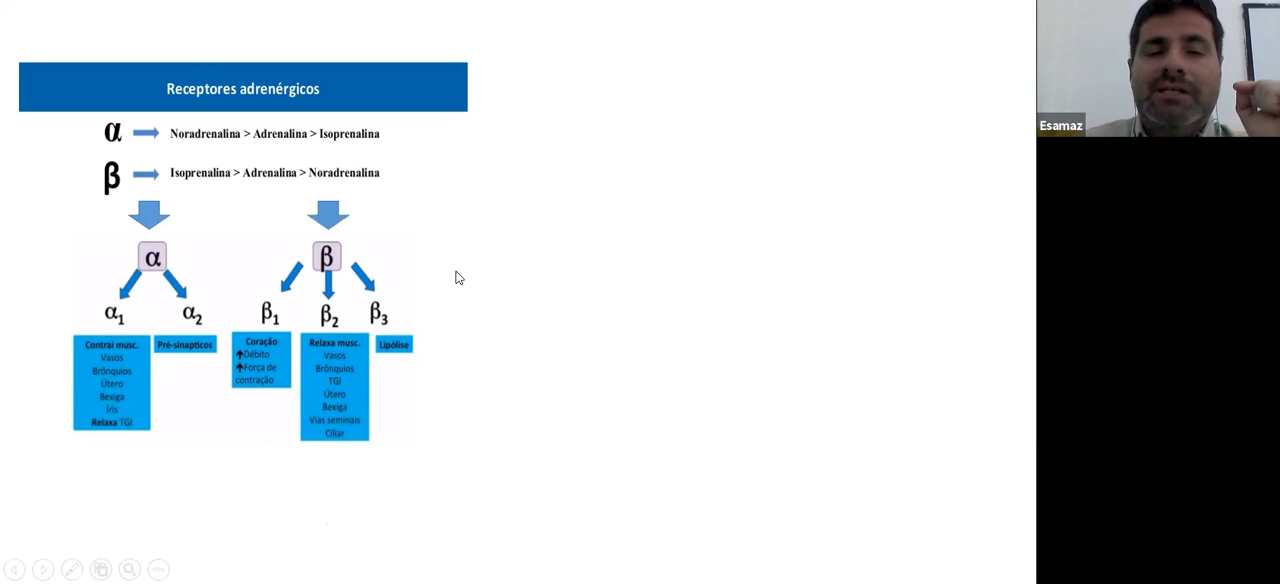 Receptores adrenérgicos
α
Noradrenalina > Adrenalina > Isoprenalina
β
Isoprenalina > Adrenalina > Noradrenalina
α
β
α1
α2
β1
β2
β3
Contrai musc.
Vasos
Brônquios
Útero
Bexiga
Íris
Relaxa TGI
Pré-sinapticos
Coração
↑Débito
↑Força de
contração
Relaxa musc.
Vasos
Brônquios
TGI
Útero
Bexiga
Vias seminais
Ciliar
Lipólise
Esamaz